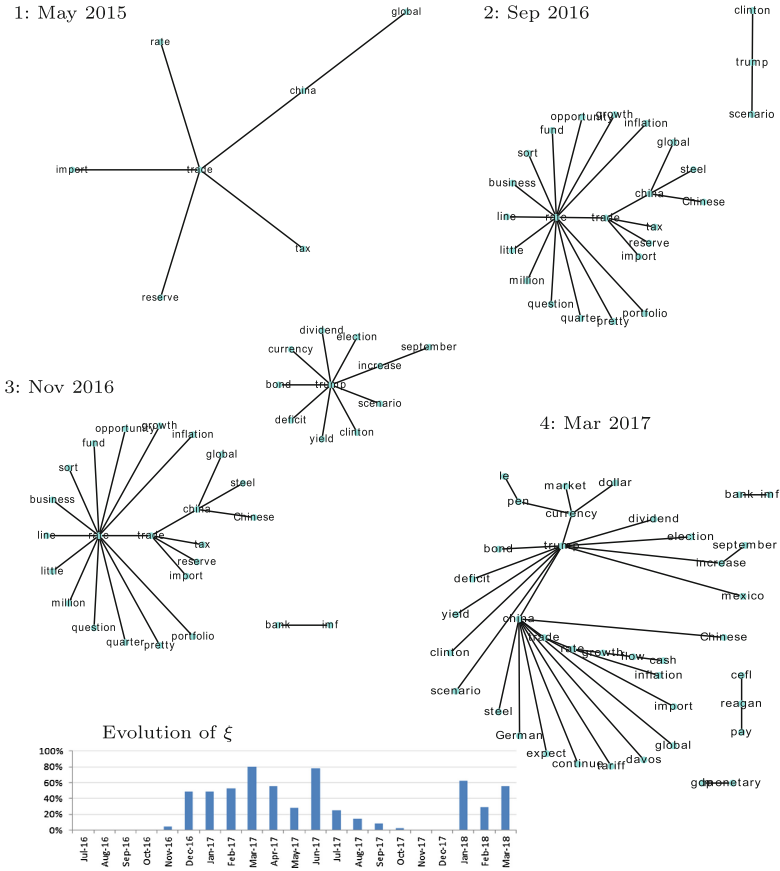 1: May 2015
global
rate
china
import
trade
tax
reserve
2: Sep 2016
clinton
trump
scenario
opportunity
growth
inflation
fund
global
sort
steel
business
china
Chinese
line
rate
trade
tax
little
reserve
import
million
question
portfolio
quarter
pretty
3: Nov 2016
dividend
election
currency
september
increase
bond
trump
scenario
deficit
clinton
yield
opportunity
growth
inflation
fund
global
sort
steel
business
china
Chinese
line
rate
trade
tax
reserve
little
import
million
question
portfolio
quarter
pretty
bank
imf
4: Mar 2017
le
market
dollar
pen
currency
bank
imf
dividend
election
bond
trump
september
increase
deficit
mexico
yield
china
trade
Chinese
rate
growth
flow
cash
clinton
inflation
cefl
scenario
import
reagan
steel
German
pay
expect
global
continue
tariff
davos
gdp
monetary
Evolution of ξ
100%
80%
60%
40%
20%
0%
Jul-16
Aug-16
Sep-16
Oct-16
Nov-16
Dec-16
Jan-17
Feb-17
Mar-17
Apr-17
May-17
Jun-17
Jul-17
Aug-17
Sep-17
Oct-17
Nov-17
Dec-17
Jan-18
Feb-18
Mar-18